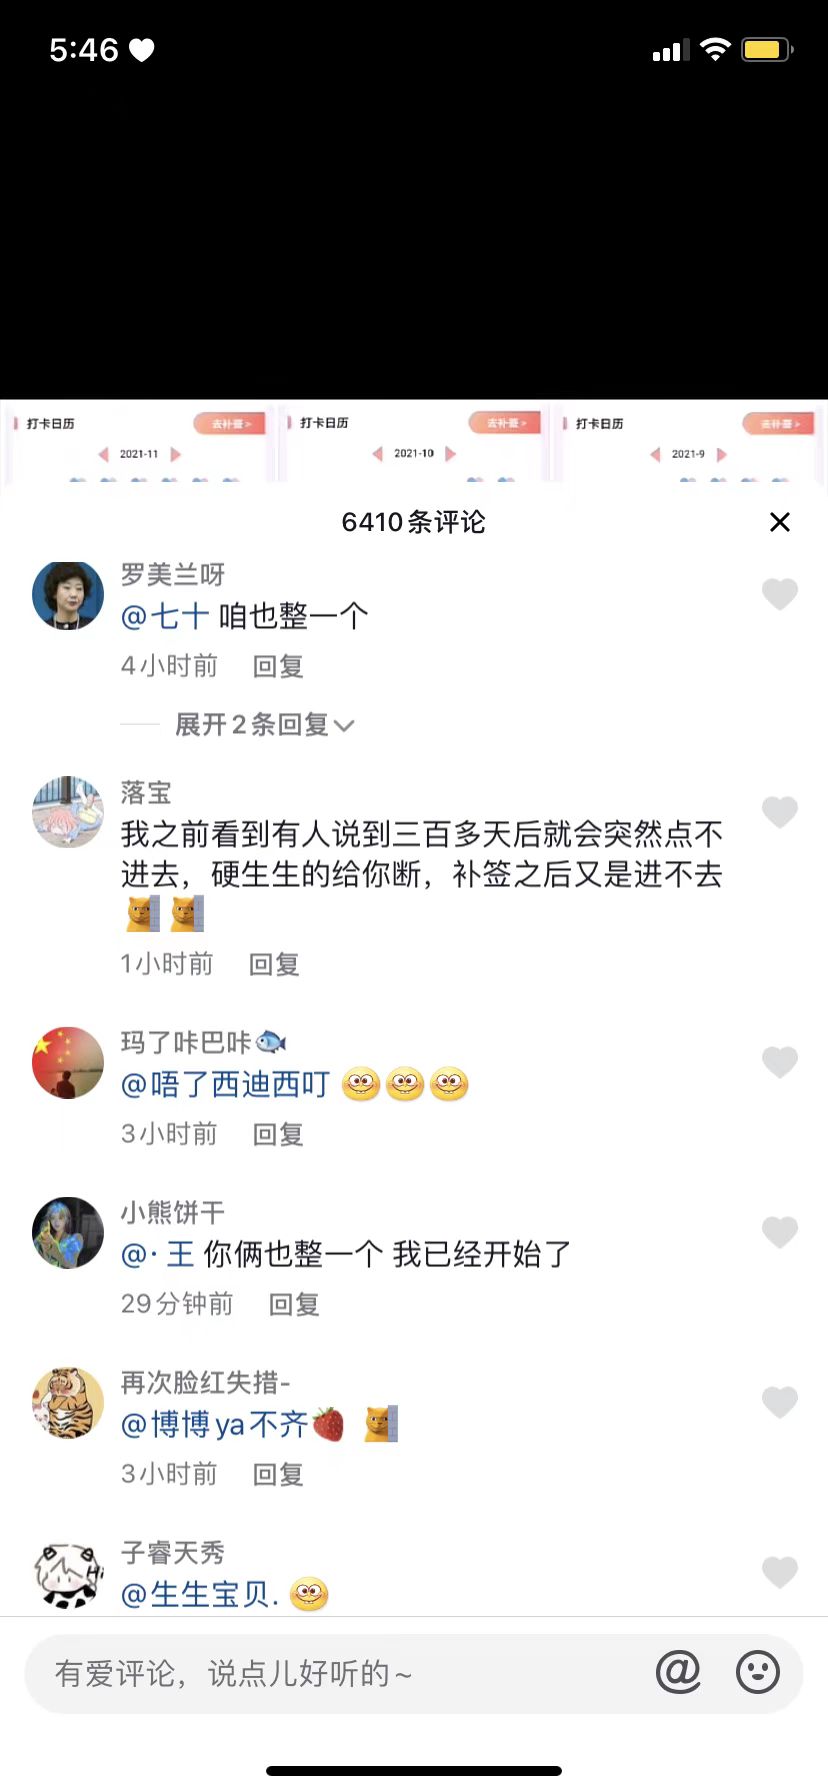 5:46
打卡日历
去补签 >
2021-11
打卡日历
去补签 >
2021-10
打卡日历
去补签 >
2021-9
6410条评论
罗美兰呀
@七十 咱也整一个
4小时前 回复
展开2条回复
落宝
我之前看到有人说到三百多天后就会突然点不
进去，硬生生的给你断，补签之后又是进不去
1小时前 回复
玛了咔巴咔🐟
@唔了西迪西叮
3小时前 回复
小熊饼干
@· 王 你俩也整一个 我已经开始了
29分钟前 回复
再次脸红失措-
@博博ya不齐🍓
3小时前 回复
Hi
子睿天秀
@生生宝贝.
有爱评论，说点儿好听的~
@